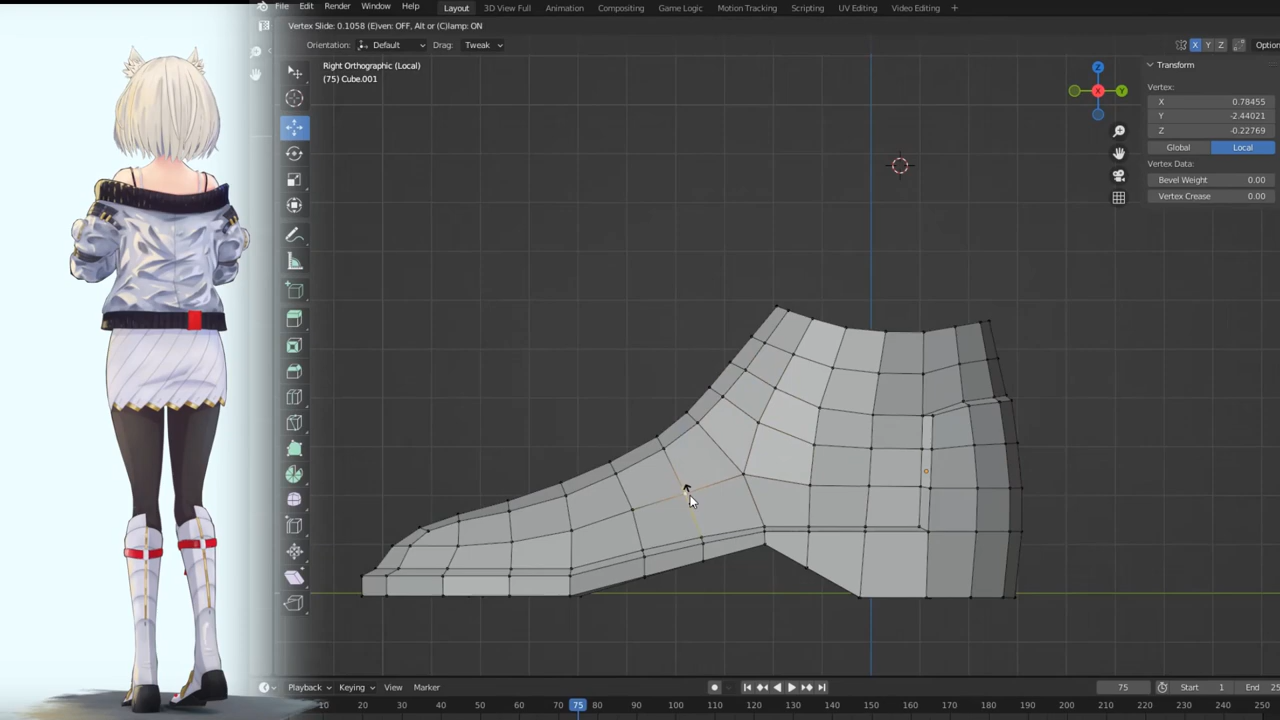 File Edit Render Window Help Layout 3D View Full Animation Compositing Game Logic Motion Tracking Scripting UV Editing Video Editing +
Vertex Slide: 0.1058 (E)ven: OFF, Alt or (C)lamp: ON
Orientation: Default Drag: Tweak X Y Z Option
Right Orthographic (Local)
(75) Cube.001
Z
X
Y
Transform
Vertex:
X 0.78455
Y -2.44021
Z -0.22769
Global Local
Vertex Data:
Bevel Weight 0.00
Vertex Crease 0.00
Playback Keying View Marker 75 Start 1 End 25
10 30 40 50 60 70 75 80 90 100 110 120 130 140 150 160 170 180 190 200 210 220 230 240 250